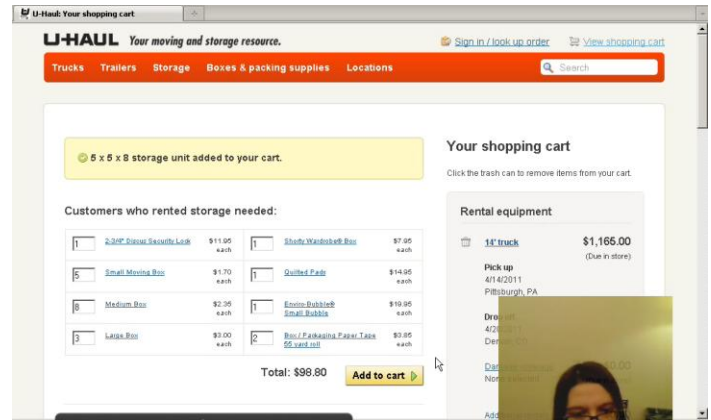 U-Haul: Your shopping cart
U-HAUL Your moving and storage resource.
Sign in / look up order View shopping cart
Trucks Trailers Storage Boxes & packing supplies Locations
Search
5 x 5 x 8 storage unit added to your cart.
Customers who rented storage needed:
1 2-3/4" Discus Security Lock $11.95 each
1 Shorty Wardrobe® Box $7.95 each
5 Small Moving Box $1.70 each
1 Quilted Pads $14.95 each
8 Medium Box $2.35 each
1 Enviro-Bubble® Small Bubble $19.95 each
3 Large Box $3.00 each
2 Box / Packaging Paper Tape 55 yard roll $3.85 each
Total: $98.80 Add to cart
Your shopping cart
Click the trash can to remove items from your cart.
Rental equipment
14' truck $1,165.00
(Due in store)
Pick up
4/14/2011
Pittsburgh, PA